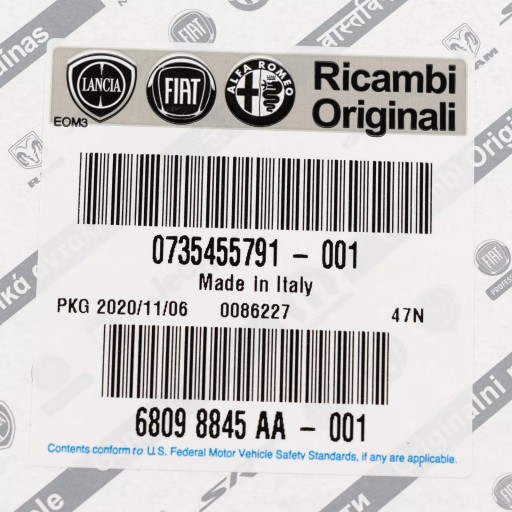 LANCIA FIAT ALFA ROMEO Ricambi
Originali
EOM3
0735455791 - 001
Made In Italy
PKG 2020/11/06 0086227 47N
6809 8845 AA - 001
Contents conform to U.S. Federal Motor Vehicle Safety Standards, if any are applicable.